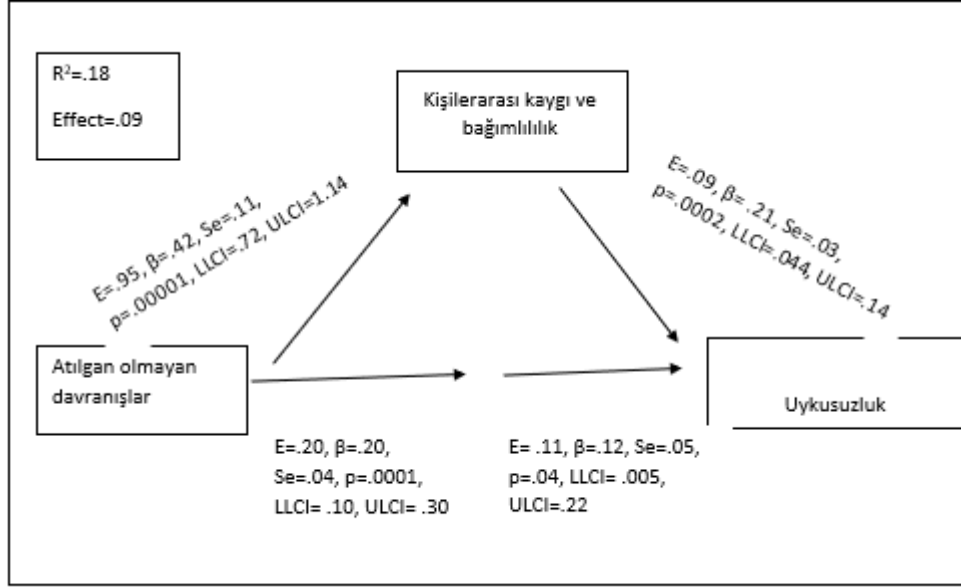 R²=.18
Effect=.09
Kişilerarası kaygı ve
bağımlılılık
E=.95, β=.42, Se=.11,
p=.00001, LLCI=.72, ULCI=1.14
E=.09, β=.21, Se=.03,
p=.0002, LLCI=.044, ULCI=.14
Atılgan olmayan
davranışlar
Uykusuzluk
E=.20, β=.20,
Se=.04, p=.0001,
LLCI= .10, ULCI= .30
E= .11, β=.12, Se=.05,
p=.04, LLCI= .005,
ULCI=.22